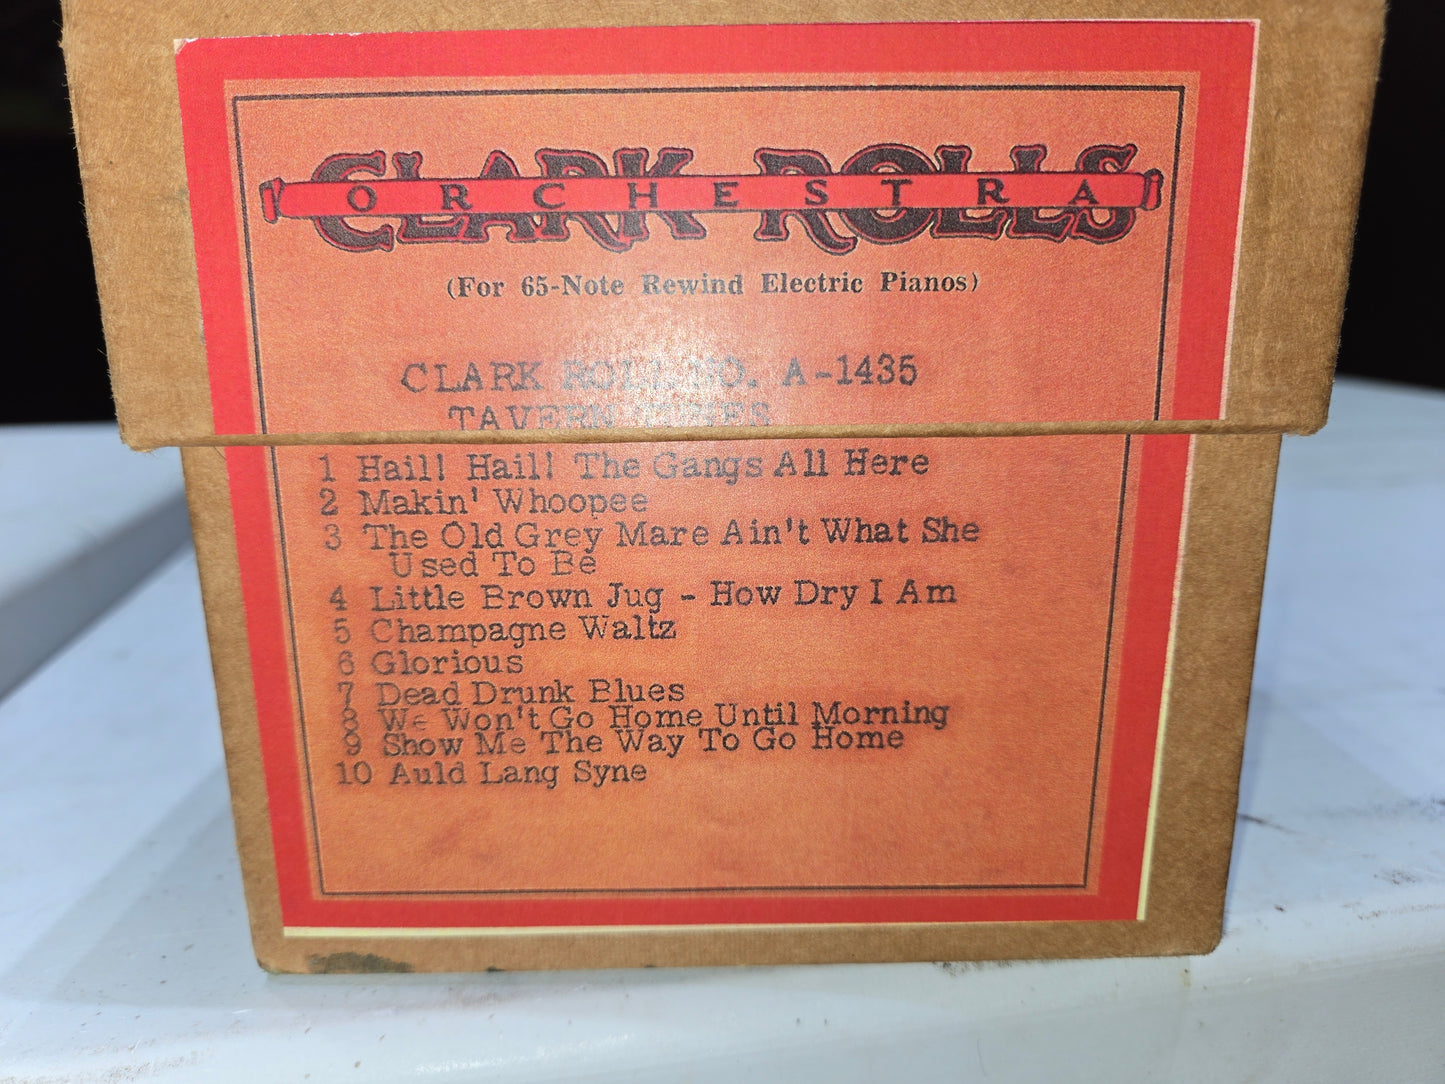 CLARK ROLLS
ORCHESTRA
(For 65-Note Rewind Electric Pianos)
CLARK ROLL NO. A-1435
TAVERN TUNES
1 Hail! Hail! The Gangs All Here
2 Makin' Whoopee
3 The Old Grey Mare Ain't What She
Used To Be
4 Little Brown Jug - How Dry I Am
5 Champagne Waltz
6 Glorious
7 Dead Drunk Blues
8 We Won't Go Home Until Morning
9 Show Me The Way To Go Home
10 Auld Lang Syne